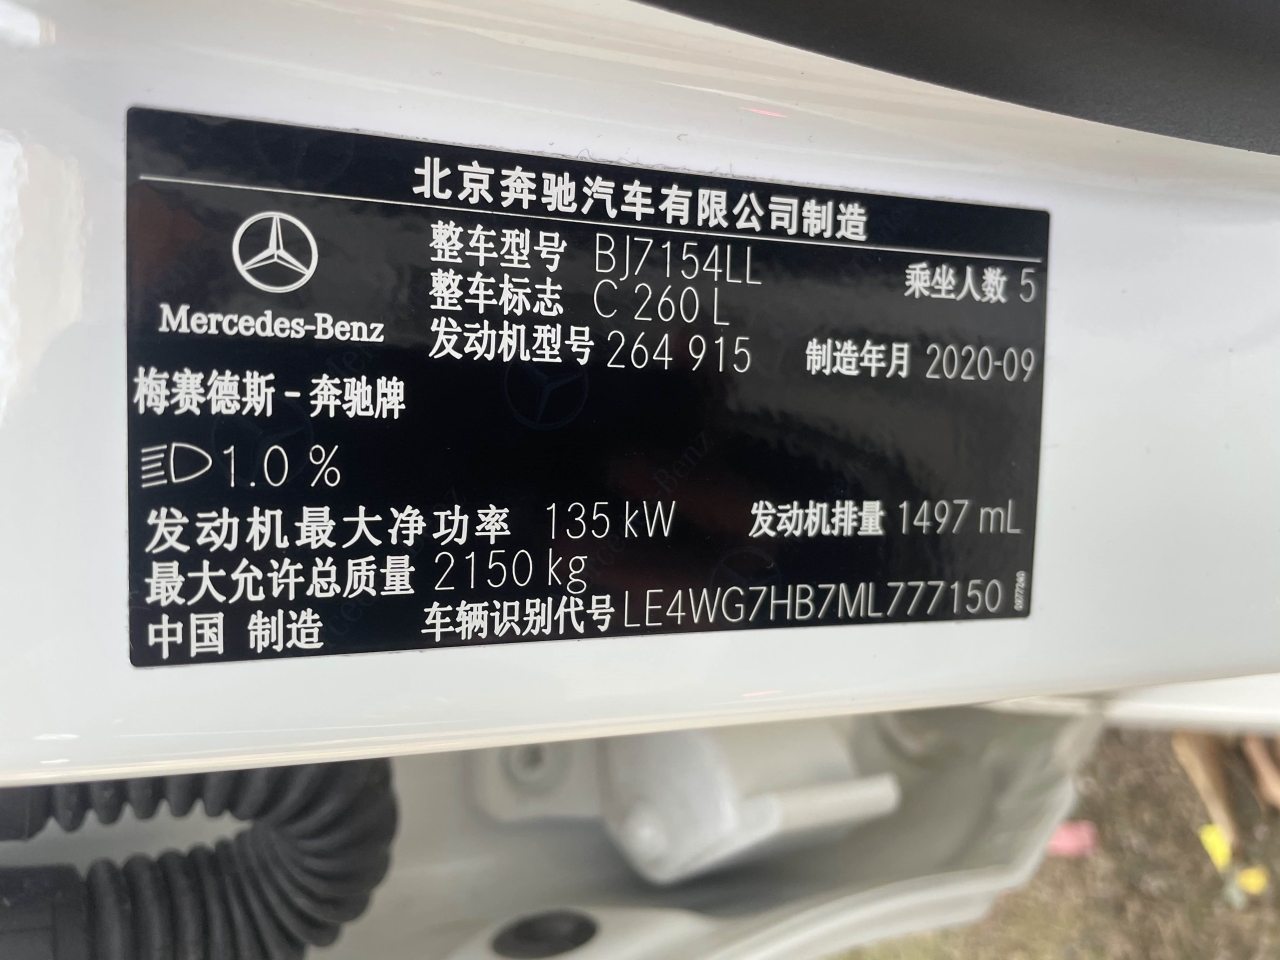 北京奔驰汽车有限公司制造
整车型号 BJ7154LL 乘坐人数 5
整车标志 C 260 L
发动机型号 264 915 制造年月 2020-09
Mercedes-Benz
梅赛德斯-奔驰牌
1.0 %
发动机最大净功率 135 kW 发动机排量 1497 mL
最大允许总质量 2150 kg
中国 制造 车辆识别代号 LE4WG7HB7ML777150